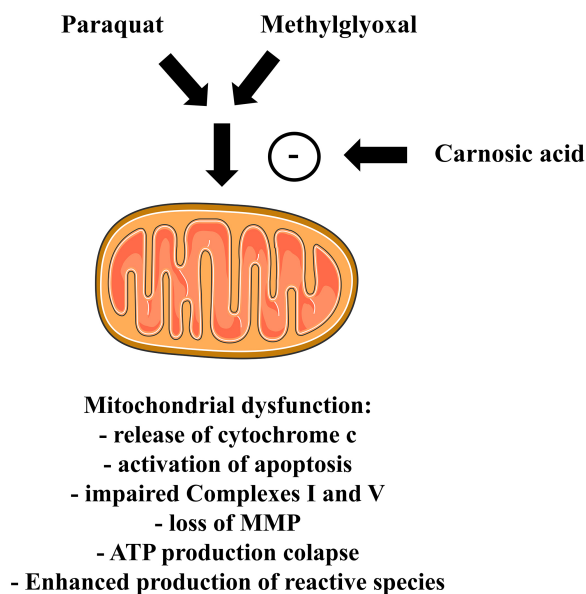 Paraquat Methylglyoxal
-
Carnosic acid
Mitochondrial dysfunction:
- release of cytochrome c
- activation of apoptosis
- impaired Complexes I and V
- loss of MMP
- ATP production colapse
- Enhanced production of reactive species